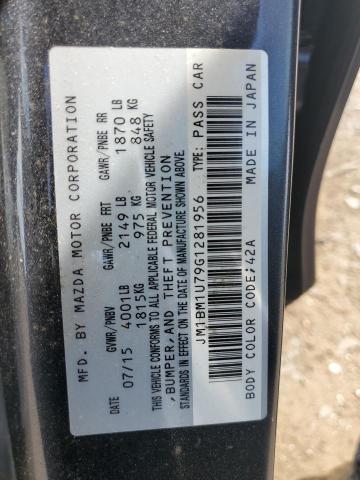 MFD. BY MAZDA MOTOR CORPORATION
GVWR/PNBV GAWR/PNBE FRT GAWR/PNBE RR
07/15 4001LB 2149 LB 1870 LB
1815KG 975KG 848 KG
THIS VEHICLE CONFORMS TO ALL APPLICABLE FEDERAL MOTOR VEHICLE SAFETY
,BUMPER,AND THEFT PREVENTION
STANDARDS IN EFFECT ON THE DATE OF MANUFACTURE SHOWN ABOVE.
JM1BM1U79G1281956 TYPE: PASS CAR
BODY COLOR CODE;42A MADE IN JAPAN